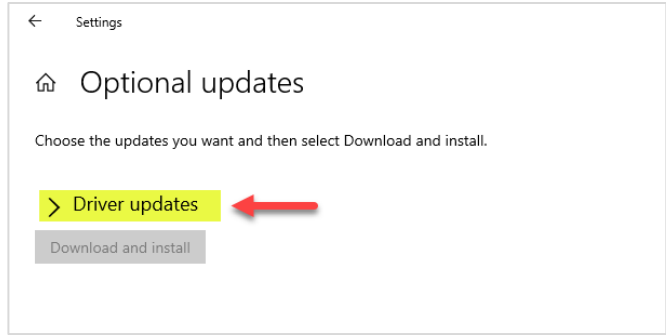 Settings
Optional updates
Choose the updates you want and then select Download and install.
Driver updates
Download and install